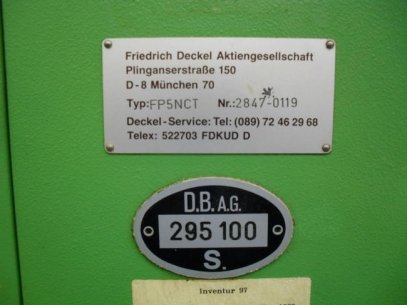 Friedrich Deckel Aktiengesellschaft
Plinganserstraße 150
D-8 München 70
Typ: FP5NCT Nr.: 2847-0119
Deckel-Service: Tel: (089) 72 46 29 68
Telex: 522703 FDKUD D
D.B. A.G.
295 100
S.
Inventur 97